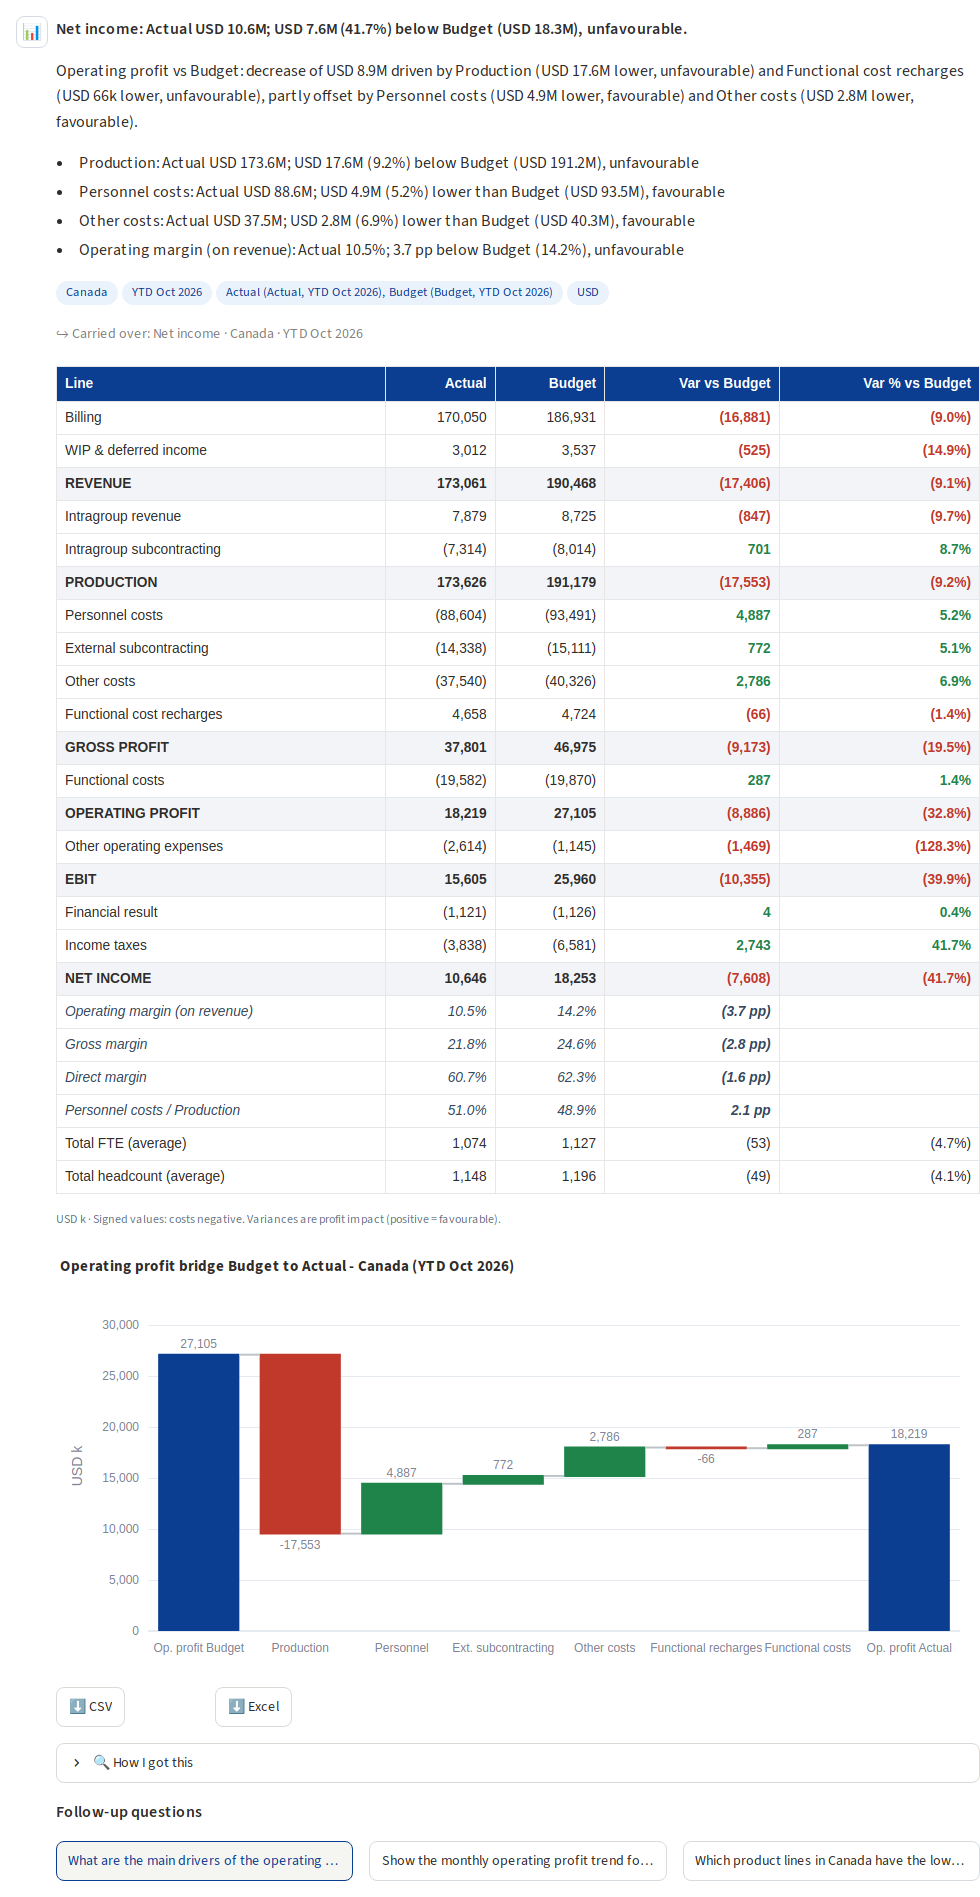 Net income: Actual USD 10.6M; USD 7.6M (41.7%) below Budget (USD 18.3M), unfavourable.
Operating profit vs Budget: decrease of USD 8.9M driven by Production (USD 17.6M lower, unfavourable) and Functional cost recharges
(USD 66k lower, unfavourable), partly offset by Personnel costs (USD 4.9M lower, favourable) and Other costs (USD 2.8M lower,
favourable).
• Production: Actual USD 173.6M; USD 17.6M (9.2%) below Budget (USD 191.2M), unfavourable
• Personnel costs: Actual USD 88.6M; USD 4.9M (5.2%) lower than Budget (USD 93.5M), favourable
• Other costs: Actual USD 37.5M; USD 2.8M (6.9%) lower than Budget (USD 40.3M), favourable
• Operating margin (on revenue): Actual 10.5%; 3.7 pp below Budget (14.2%), unfavourable
Canada YTD Oct 2026 Actual (Actual, YTD Oct 2026), Budget (Budget, YTD Oct 2026) USD
↪ Carried over: Net income · Canada · YTD Oct 2026
Line Actual Budget Var vs Budget Var % vs Budget
Billing 170,050 186,931 (16,881) (9.0%)
WIP & deferred income 3,012 3,537 (525) (14.9%)
REVENUE 173,061 190,468 (17,406) (9.1%)
Intragroup revenue 7,879 8,725 (847) (9.7%)
Intragroup subcontracting (7,314) (8,014) 701 8.7%
PRODUCTION 173,626 191,179 (17,553) (9.2%)
Personnel costs (88,604) (93,491) 4,887 5.2%
External subcontracting (14,338) (15,111) 772 5.1%
Other costs (37,540) (40,326) 2,786 6.9%
Functional cost recharges 4,658 4,724 (66) (1.4%)
GROSS PROFIT 37,801 46,975 (9,173) (19.5%)
Functional costs (19,582) (19,870) 287 1.4%
OPERATING PROFIT 18,219 27,105 (8,886) (32.8%)
Other operating expenses (2,614) (1,145) (1,469) (128.3%)
EBIT 15,605 25,960 (10,355) (39.9%)
Financial result (1,121) (1,126) 4 0.4%
Income taxes (3,838) (6,581) 2,743 41.7%
NET INCOME 10,646 18,253 (7,608) (41.7%)
Operating margin (on revenue) 10.5% 14.2% (3.7 pp)
Gross margin 21.8% 24.6% (2.8 pp)
Direct margin 60.7% 62.3% (1.6 pp)
Personnel costs / Production 51.0% 48.9% 2.1 pp
Total FTE (average) 1,074 1,127 (53) (4.7%)
Total headcount (average) 1,148 1,196 (49) (4.1%)
USD k · Signed values: costs negative. Variances are profit impact (positive = favourable).
Operating profit bridge Budget to Actual - Canada (YTD Oct 2026)
USD k
30,000
25,000
20,000
15,000
10,000
5,000
0
27,105
-17,553
4,887
772
2,786
-66
287
18,219
Op. profit Budget Production Personnel Ext. subcontracting Other costs Functional recharges Functional costs Op. profit Actual
⬇️ CSV ⬇️ Excel
› 🔍 How I got this
Follow-up questions
What are the main drivers of the operating … Show the monthly operating profit trend fo… Which product lines in Canada have the low…